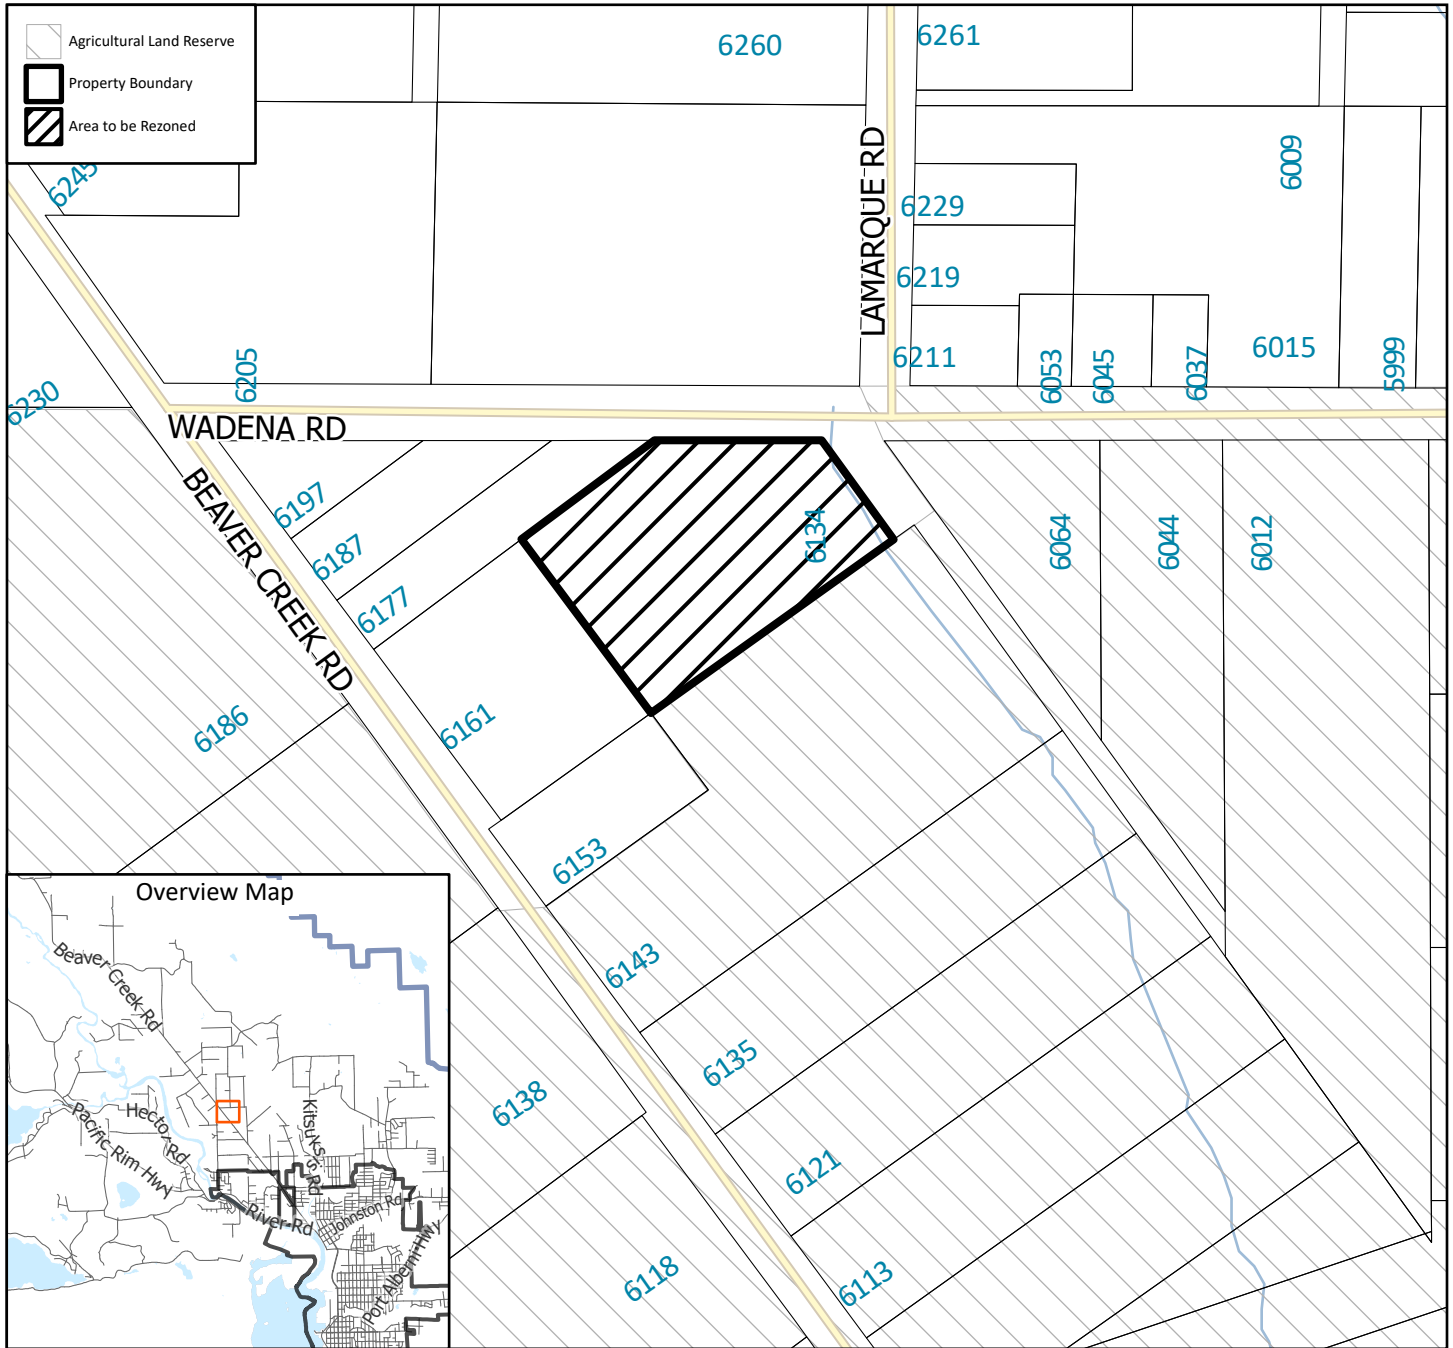 Agricultural Land Reserve
Property Boundary
Area to be Rezoned
6260
6261
6245
6009
LAMARQUE RD
6229
6219
6211
6205
6053
6045
6037
6015
5999
6230
WADENA RD
BEAVER CREEK RD
6197
6187
6177
6134
6064
6044
6012
6161
6186
6153
6143
6135
6138
6121
6118
6113
Overview Map
Beaver Creek Rd
Hector Rd
Pacific Rim Hwy
Kitsuksis Rd
River Rd
Johnston Rd
Port Alberni Hwy